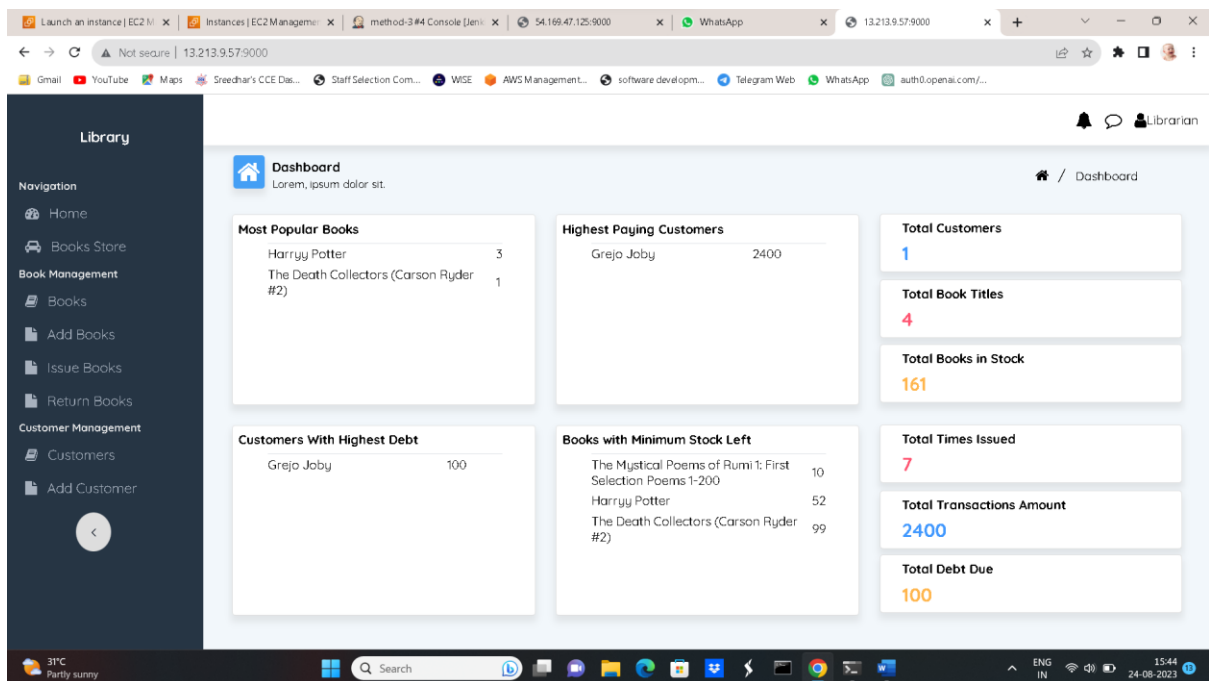 Launch an instance | EC2 M
Instances | EC2 Managemen
method-3 #4 Console [Jenk
54.169.47.125:9000
WhatsApp
13.213.9.57:9000
Not secure | 13.213.9.57:9000
Gmail YouTube Maps Sreedhar's CCE Das... Staff Selection Com... WISE AWS Management... software developm... Telegram Web WhatsApp auth0.openai.com/...
Library
Librarian
Navigation
Home
Books Store
Book Management
Books
Add Books
Issue Books
Return Books
Customer Management
Customers
Add Customer
Dashboard
Lorem, ipsum dolor sit.
/ Dashboard
Most Popular Books
Harryy Potter 3
The Death Collectors (Carson Ryder
#2) 1
Highest Paying Customers
Grejo Joby 2400
Total Customers
1
Total Book Titles
4
Total Books in Stock
161
Customers With Highest Debt
Grejo Joby 100
Books with Minimum Stock Left
The Mystical Poems of Rumi 1: First
Selection Poems 1-200 10
Harryy Potter 52
The Death Collectors (Carson Ryder
#2) 99
Total Times Issued
7
Total Transactions Amount
2400
Total Debt Due
100
31°C
Partly sunny
Search
ENG
IN
15:44
24-08-2023
13